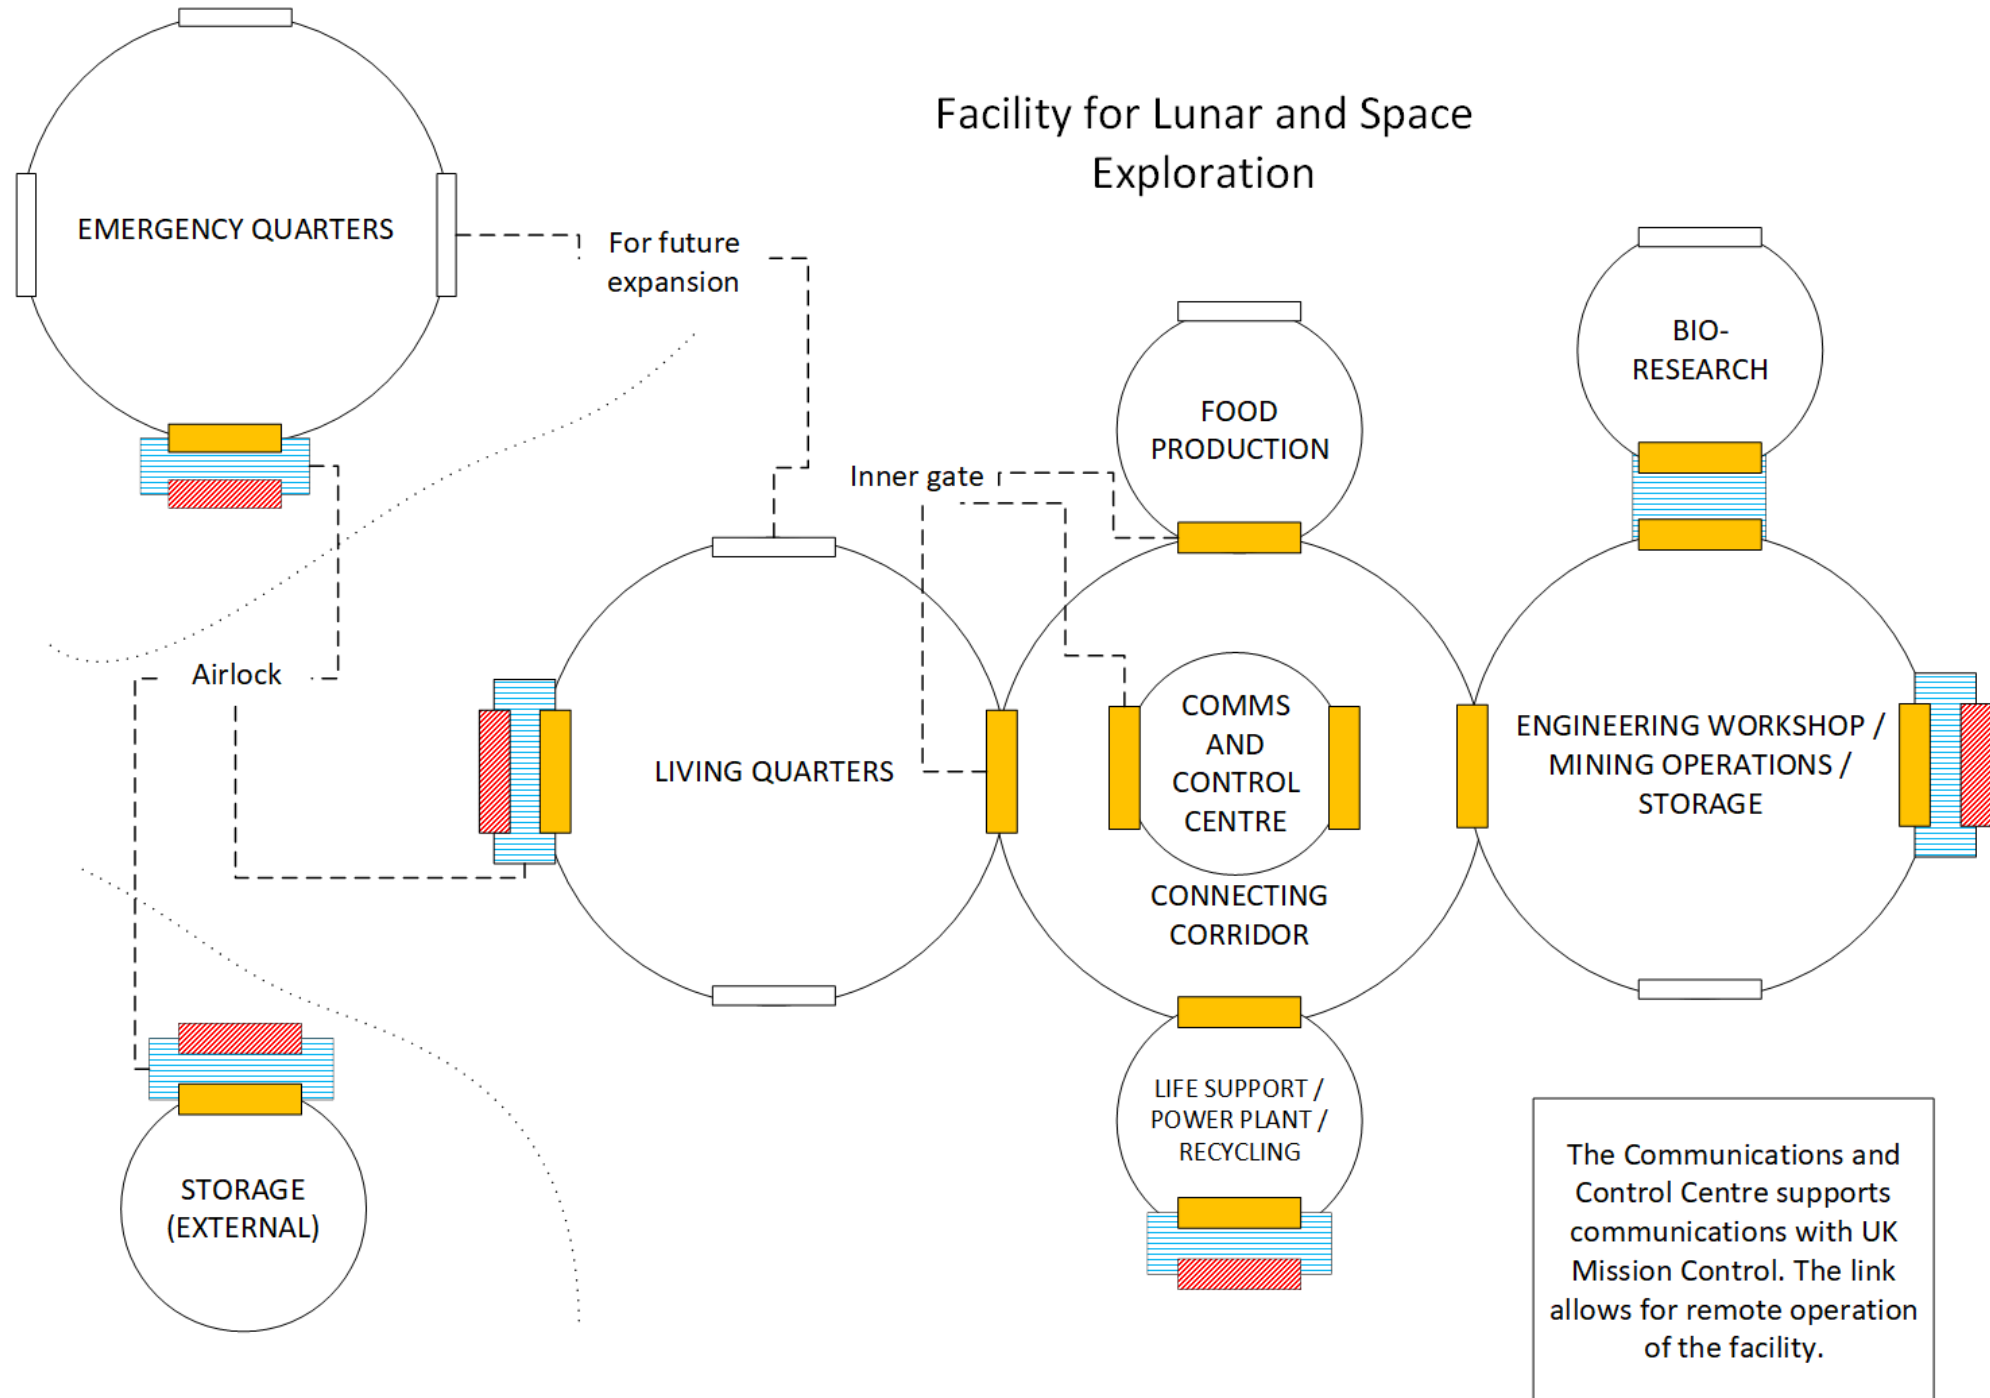 Facility for Lunar and Space
Exploration
EMERGENCY QUARTERS
For future
expansion
BIO-
RESEARCH
FOOD
PRODUCTION
Inner gate
Airlock
LIVING QUARTERS
COMMS
AND
CONTROL
CENTRE
CONNECTING
CORRIDOR
ENGINEERING WORKSHOP /
MINING OPERATIONS /
STORAGE
LIFE SUPPORT /
POWER PLANT /
RECYCLING
STORAGE
(EXTERNAL)
The Communications and
Control Centre supports
communications with UK
Mission Control. The link
allows for remote operation
of the facility.